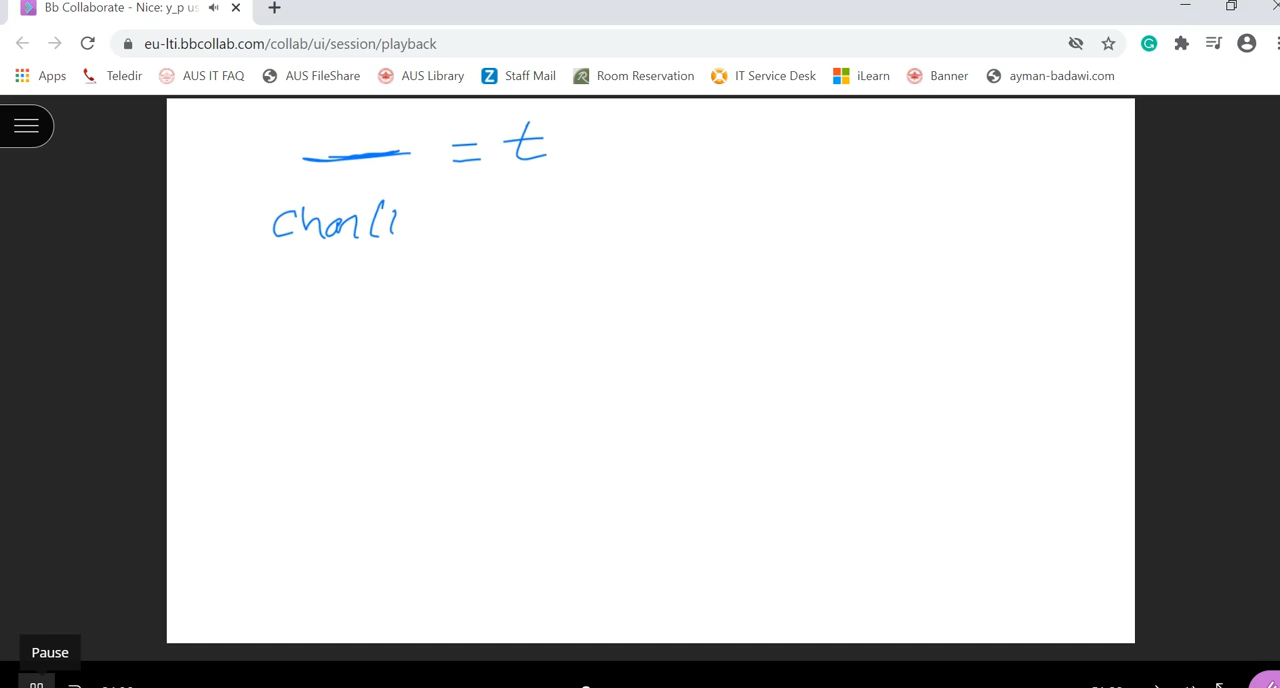 Bb Collaborate - Nice: y_p us
eu-lti.bbcollab.com/collab/ui/session/playback
Apps Teledir AUS IT FAQ AUS FileShare AUS Library Staff Mail Room Reservation IT Service Desk iLearn Banner ayman-badawi.com
= t
Pause